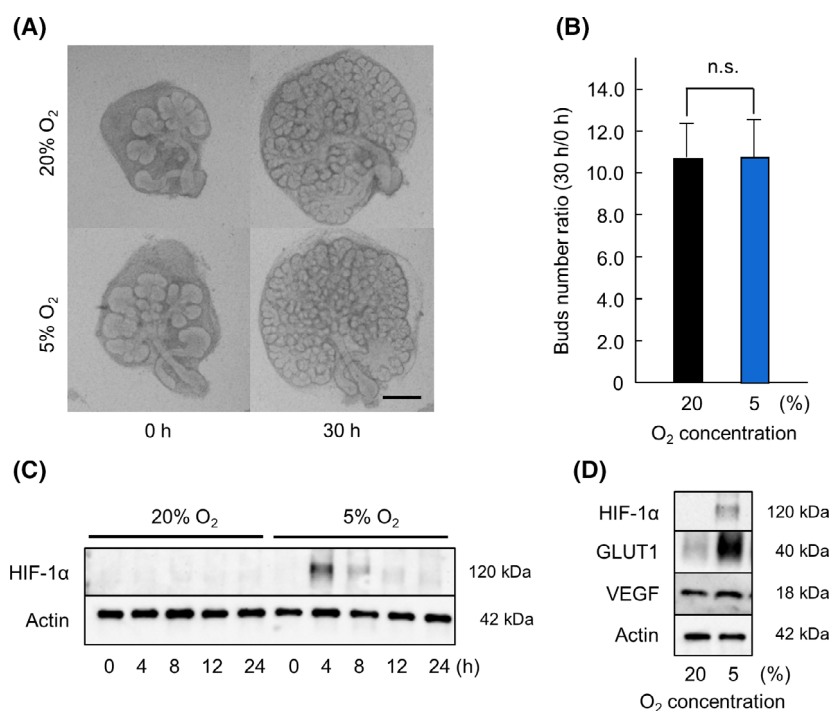 (A)
20% O₂
5% O₂
0 h
30 h
(B)
Buds number ratio (30 h/0 h)
14.0
12.0
10.0
8.0
6.0
4.0
2.0
0
n.s.
20 5 (%)
O₂ concentration
(C)
20% O₂ 5% O₂
HIF-1α 120 kDa
Actin 42 kDa
0 4 8 12 24 0 4 8 12 24 (h)
(D)
HIF-1α 120 kDa
GLUT1 40 kDa
VEGF 18 kDa
Actin 42 kDa
20 5 (%)
O₂ concentration